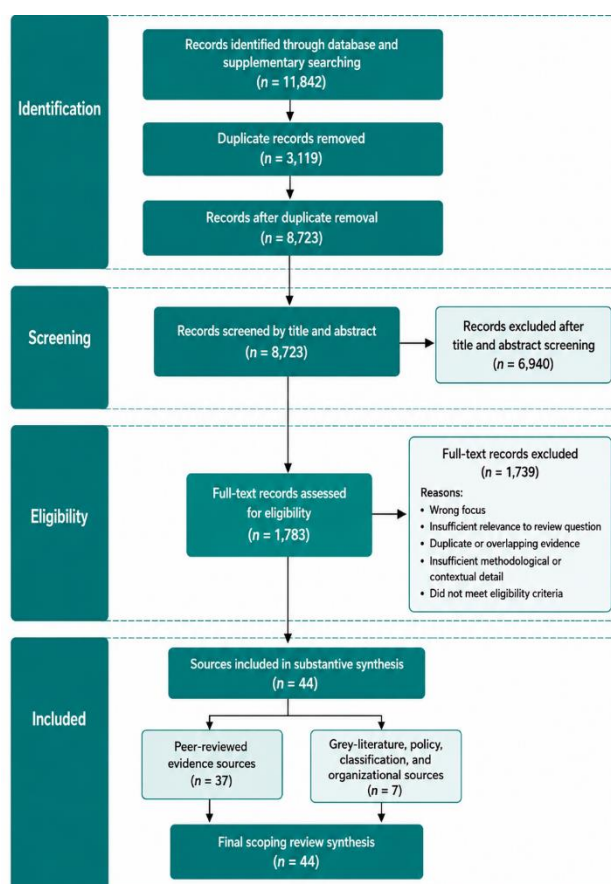 Identification
Records identified through database and
supplementary searching
(n = 11,842)
Duplicate records removed
(n = 3,119)
Records after duplicate removal
(n = 8,723)
Screening
Records screened by title and abstract
(n = 8,723)
Records excluded after
title and abstract screening
(n = 6,940)
Eligibility
Full-text records assessed
for eligibility
(n = 1,783)
Full-text records excluded
(n = 1,739)
Reasons:
• Wrong focus
• Insufficient relevance to review question
• Duplicate or overlapping evidence
• Insufficient methodological or
contextual detail
• Did not meet eligibility criteria
Included
Sources included in substantive synthesis
(n = 44)
Peer-reviewed
evidence sources
(n = 37)
Grey-literature, policy,
classification, and
organizational sources
(n = 7)
Final scoping review synthesis
(n = 44)